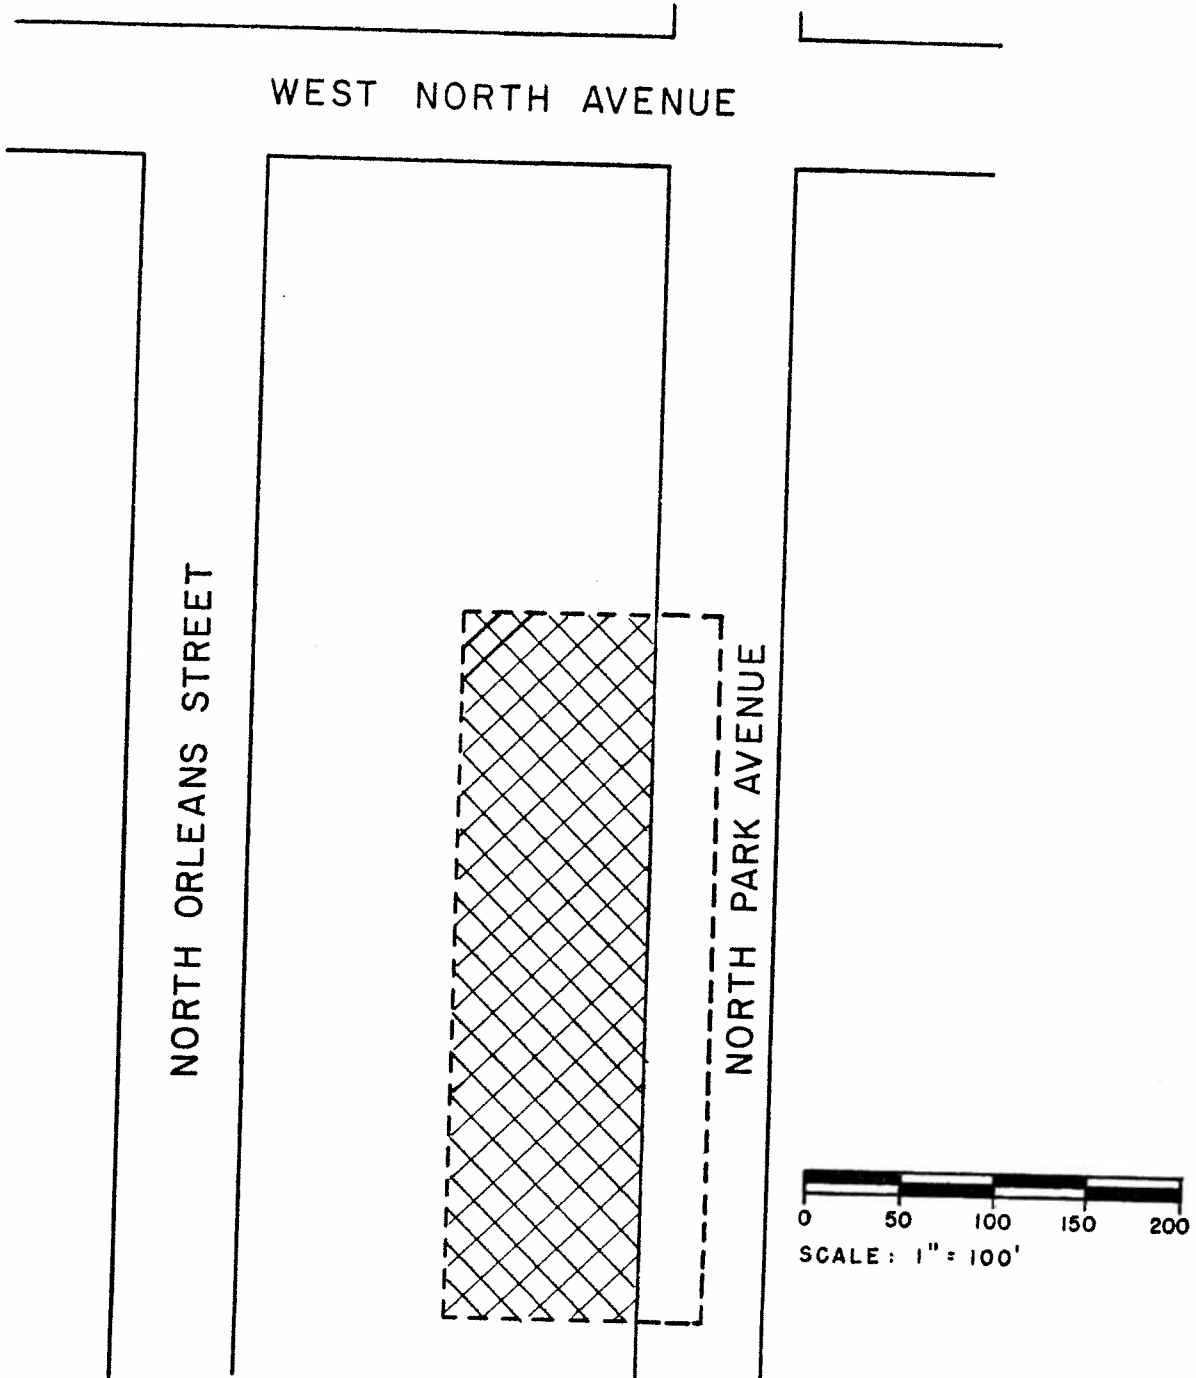 WEST NORTH AVENUE
NORTH ORLEANS STREET
NORTH PARK AVENUE
0 50 100 150 200
SCALE: 1" = 100'